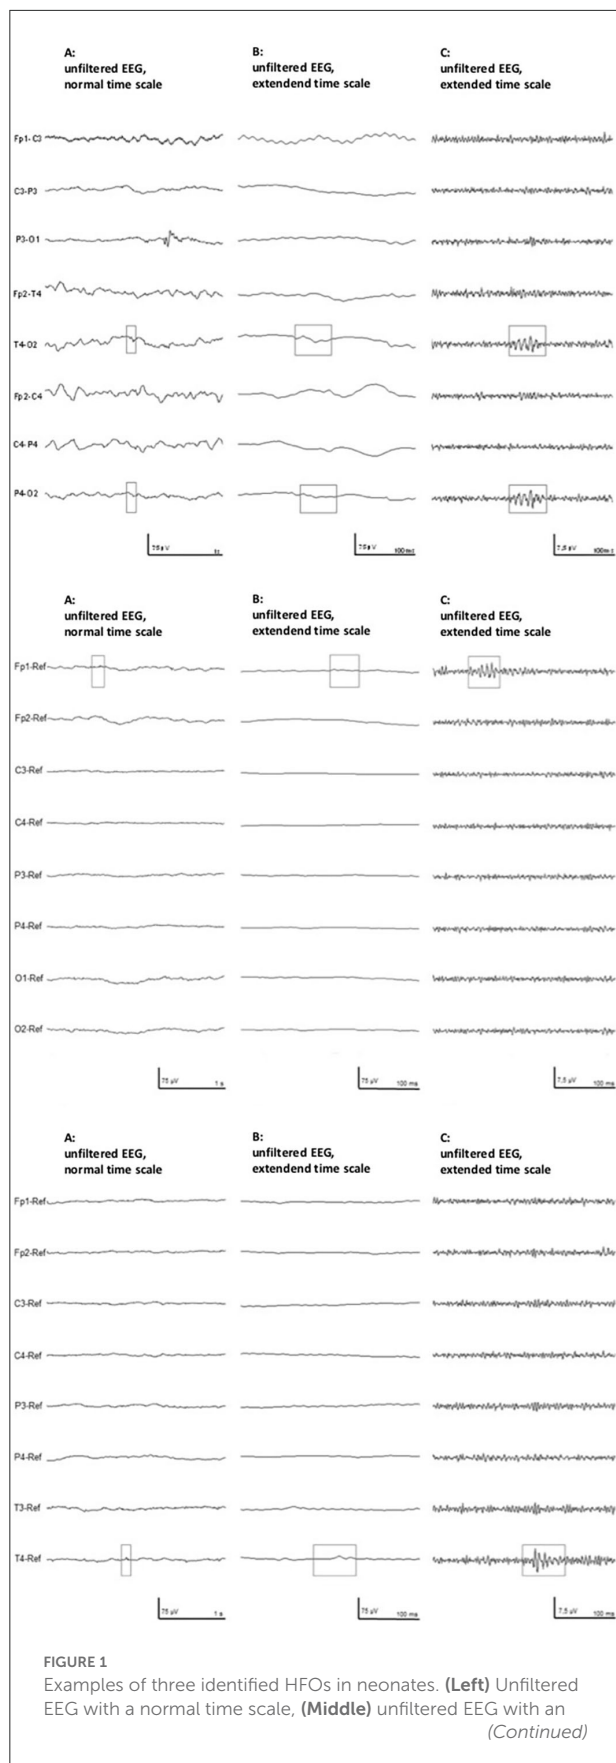 A: B: C:
unfiltered EEG, unfiltered EEG, unfiltered EEG,
normal time scale extendend time scale extended time scale
Fp1-C3
C3-P3
P3-O1
Fp2-T4
T4-O2
Fp2-C4
C4-P4
P4-O2
75 µV 75 µV 100ms 7,5 µV 100ms
A: B: C:
unfiltered EEG, unfiltered EEG, unfiltered EEG,
normal time scale extendend time scale extended time scale
Fp1-Ref
Fp2-Ref
C3-Ref
C4-Ref
P3-Ref
P4-Ref
O1-Ref
O2-Ref
75 µV 1 s 75 µV 100 ms 7,5 µV 100 ms
A: B: C:
unfiltered EEG, unfiltered EEG, unfiltered EEG,
normal time scale extendend time scale extended time scale
Fp1-Ref
Fp2-Ref
C3-Ref
C4-Ref
P3-Ref
P4-Ref
T3-Ref
T4-Ref
75 µV 1 s 75 µV 100 ms 7,5 µV 100 ms
FIGURE 1
Examples of three identified HFOs in neonates. (Left) Unfiltered
EEG with a normal time scale, (Middle) unfiltered EEG with an
(Continued)